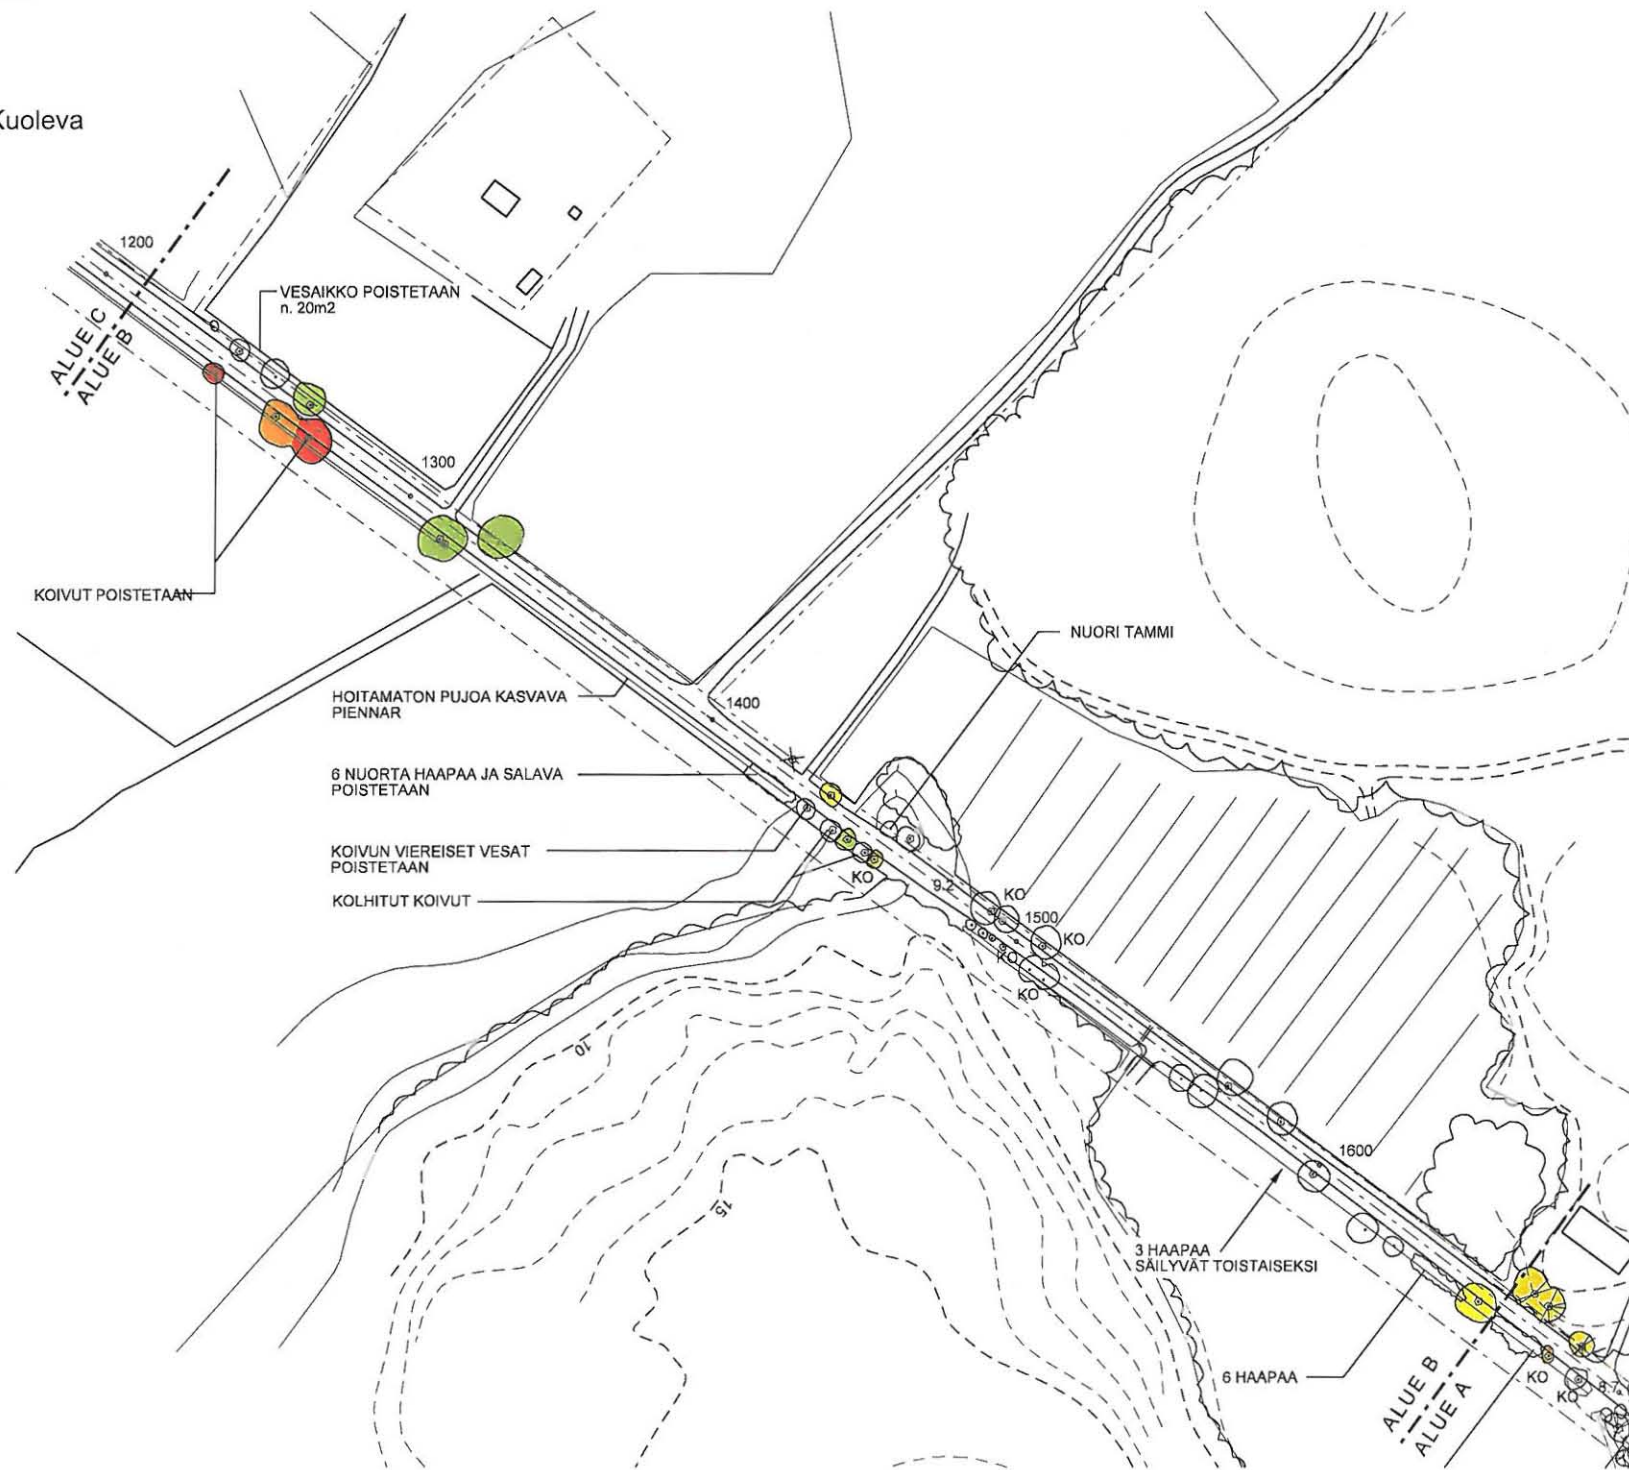 Kuoleva
1200
VESAIKKO POISTETAAN
n. 20m2
ALUE C
ALUE B
1300
KOIVUT POISTETAAN
NUORI TAMMI
HOITAMATON PUJOA KASVAVA
PIENNAR
1400
6 NUORTA HAAPAA JA SALAVA
POISTETAAN
KOIVUN VIEREISET VESAT
POISTETAAN
KO
9.2
KO
KOLHITUT KOIVUT
1500
KO
KO
KO
10
1600
15
3 HAAPAA
SÄILYVÄT TOISTAISEKSI
6 HAAPAA
ALUE B
ALUE A
KO
KO
8.7